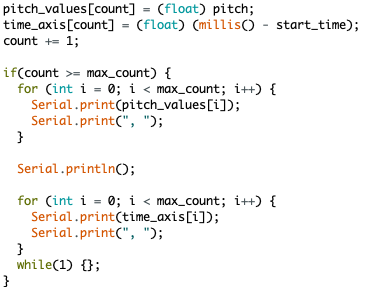 pitch_values[count] = (float) pitch;
time_axis[count] = (float) (millis() - start_time);
count += 1;

if(count >= max_count) {
  for (int i = 0; i < max_count; i++) {
    Serial.print(pitch_values[i]);
    Serial.print(", ");
  }

  Serial.println();

  for (int i = 0; i < max_count; i++) {
    Serial.print(time_axis[i]);
    Serial.print(", ");
  }
  while(1) {};
}